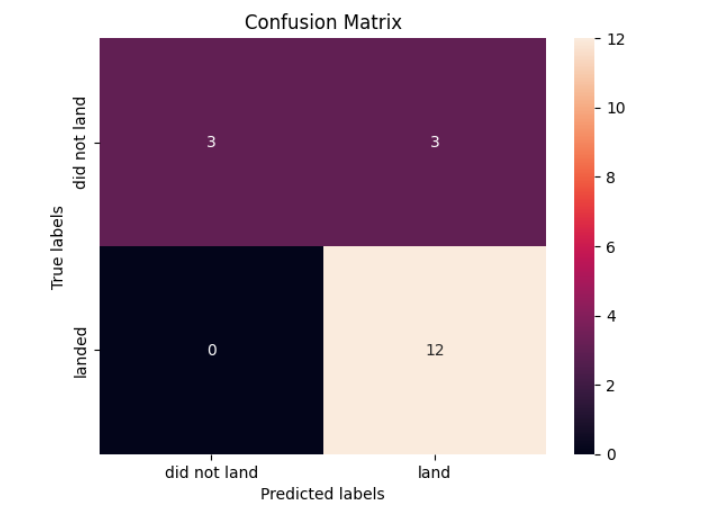 Confusion Matrix
True labels
did not land
landed
3
3
0
12
did not land
land
Predicted labels
12
10
8
6
4
2
0